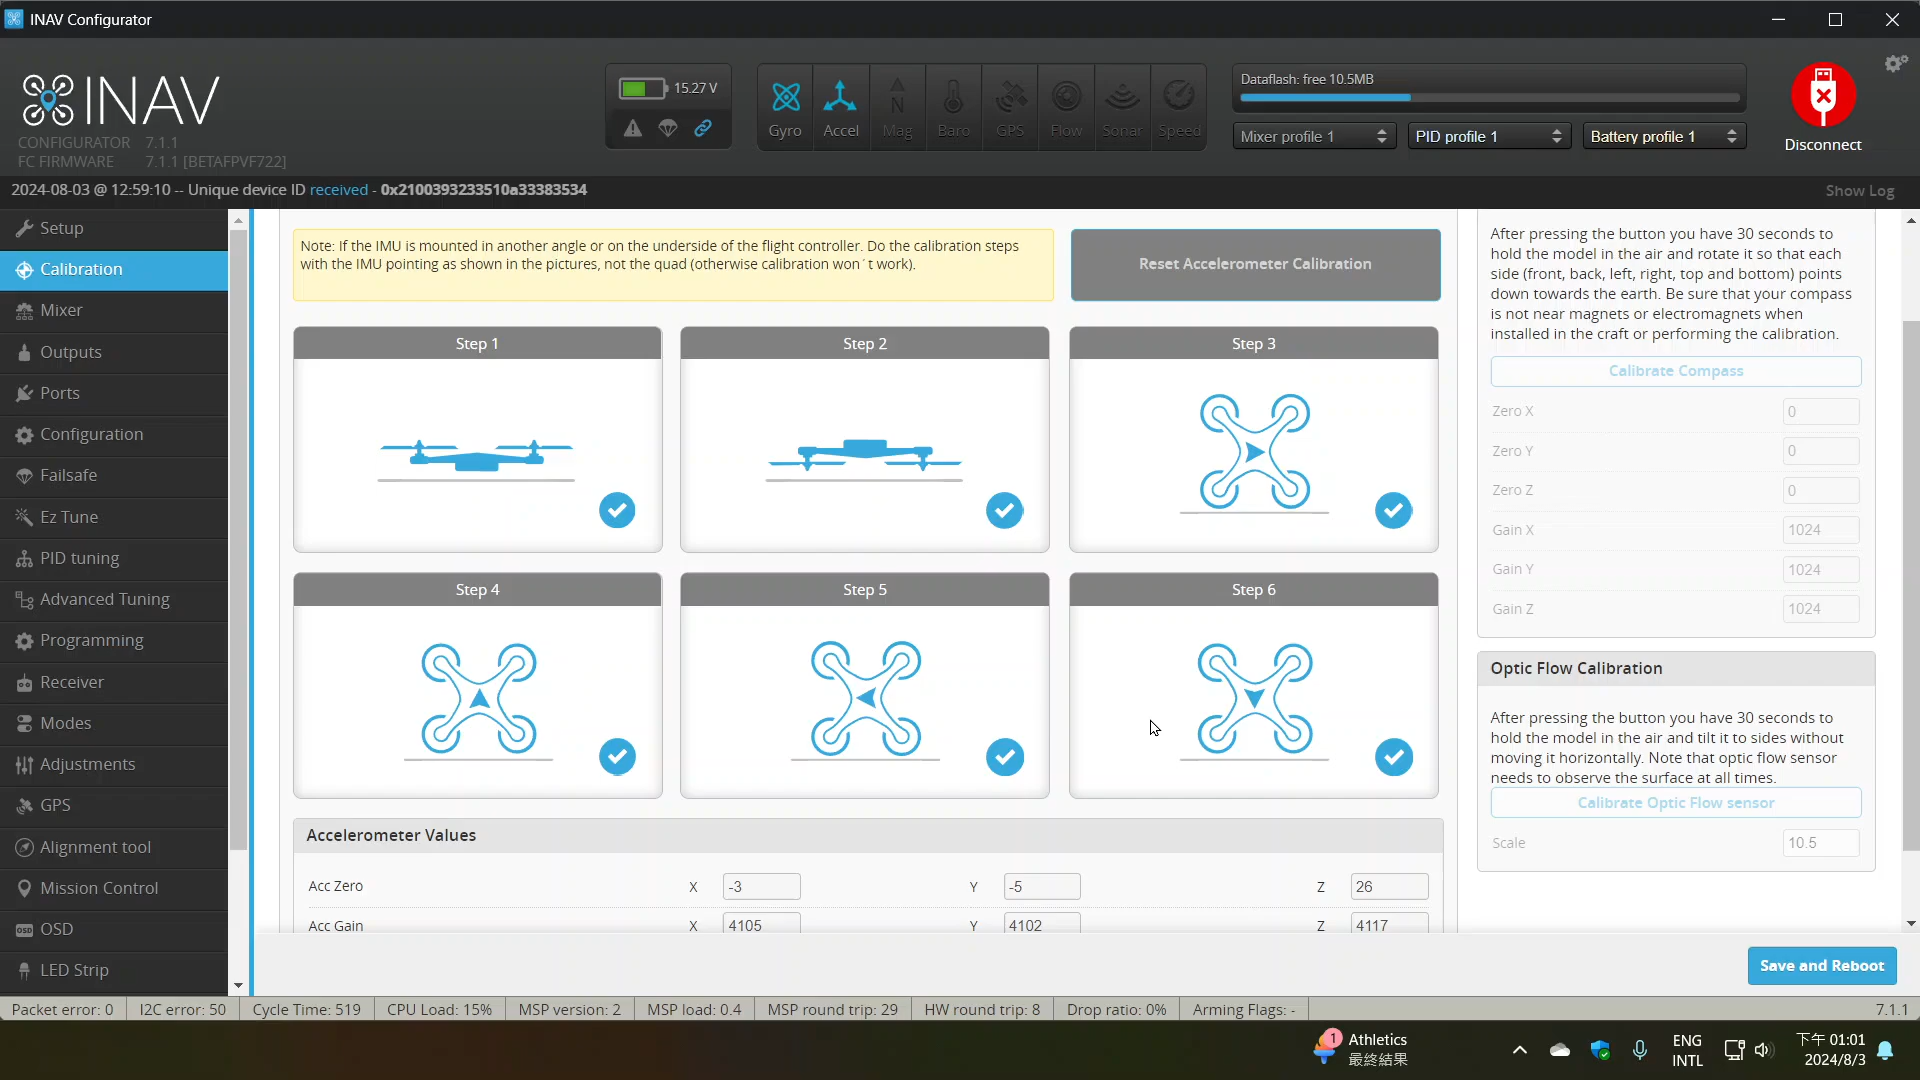 INAV Configurator
INAV
CONFIGURATOR 7.1.1
FC FIRMWARE 7.1.1 [BETAFPVF722]
15.27 V
Gyro
Accel
Mag
Baro
GPS
Flow
Sonar
Speed
Dataflash: free 10.5MB
Mixer profile 1
PID profile 1
Battery profile 1
Disconnect
2024-08-03 @ 12:59:10 -- Unique device ID received - 0x2100393233510a33383534
Show Log
Setup
Calibration
Mixer
Outputs
Ports
Configuration
Failsafe
Ez Tune
PID tuning
Advanced Tuning
Programming
Receiver
Modes
Adjustments
GPS
Alignment tool
Mission Control
OSD
LED Strip
Note: If the IMU is mounted in another angle or on the underside of the flight controller. Do the calibration steps
with the IMU pointing as shown in the pictures, not the quad (otherwise calibration won´t work).
Reset Accelerometer Calibration
Step 1
Step 2
Step 3
Step 4
Step 5
Step 6
Accelerometer Values
Acc Zero X -3 Y -5 Z 26
Acc Gain X 4105 Y 4102 Z 4117
After pressing the button you have 30 seconds to
hold the model in the air and rotate it so that each
side (front, back, left, right, top and bottom) points
down towards the earth. Be sure that your compass
is not near magnets or electromagnets when
installed in the craft or performing the calibration.
Calibrate Compass
Zero X 0
Zero Y 0
Zero Z 0
Gain X 1024
Gain Y 1024
Gain Z 1024
Optic Flow Calibration
After pressing the button you have 30 seconds to
hold the model in the air and tilt it to sides without
moving it horizontally. Note that optic flow sensor
needs to observe the surface at all times.
Calibrate Optic Flow sensor
Scale 10.5
Save and Reboot
Packet error: 0 I2C error: 50 Cycle Time: 519 CPU Load: 15% MSP version: 2 MSP load: 0.4 MSP round trip: 29 HW round trip: 8 Drop ratio: 0% Arming Flags: - 7.1.1
1
Athletics
最終結果
ENG
INTL
下午 01:01
2024/8/3